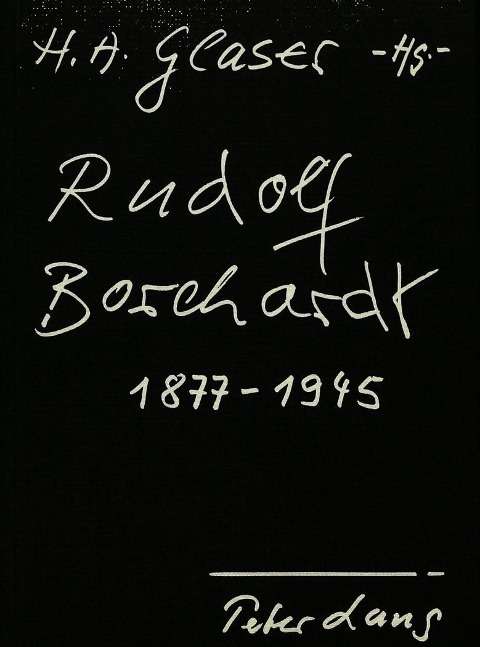 H. A. Glaser -Hg.-
Rudolf
Borchardt
1877-1945
Peter Lang